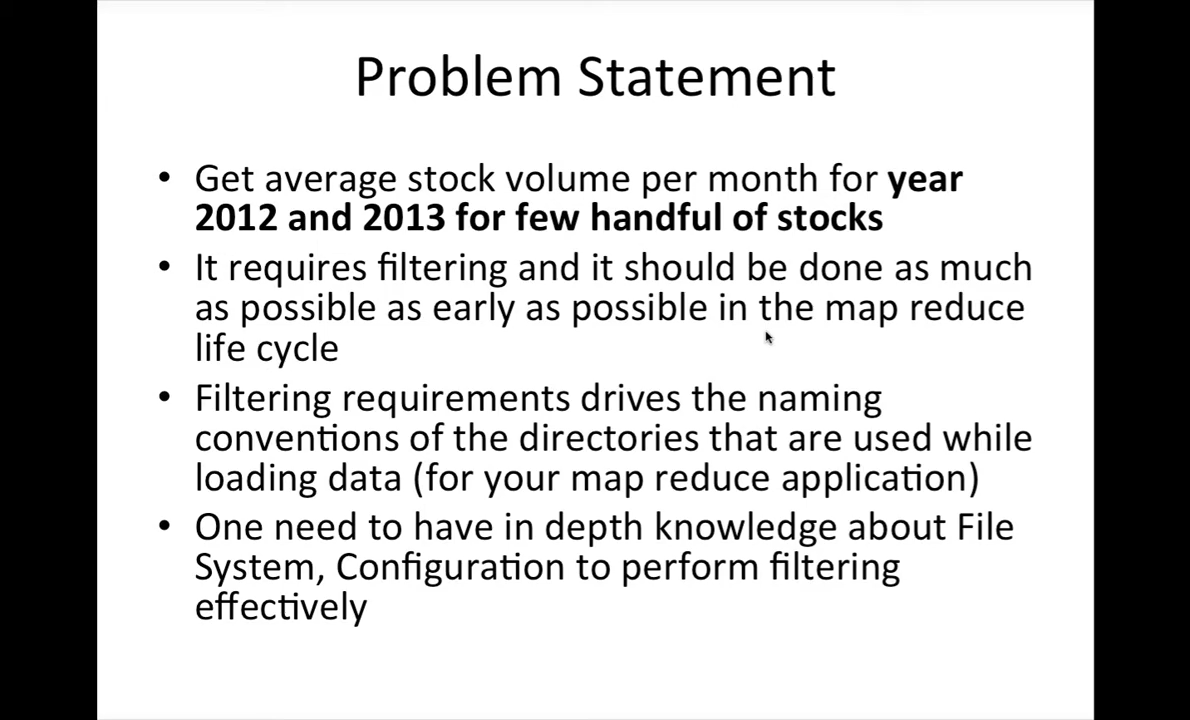 Problem Statement
• Get average stock volume per month for year
2012 and 2013 for few handful of stocks
• It requires filtering and it should be done as much
as possible as early as possible in the map reduce
life cycle
• Filtering requirements drives the naming
conventions of the directories that are used while
loading data (for your map reduce application)
• One need to have in depth knowledge about File
System, Configuration to perform filtering
effectively